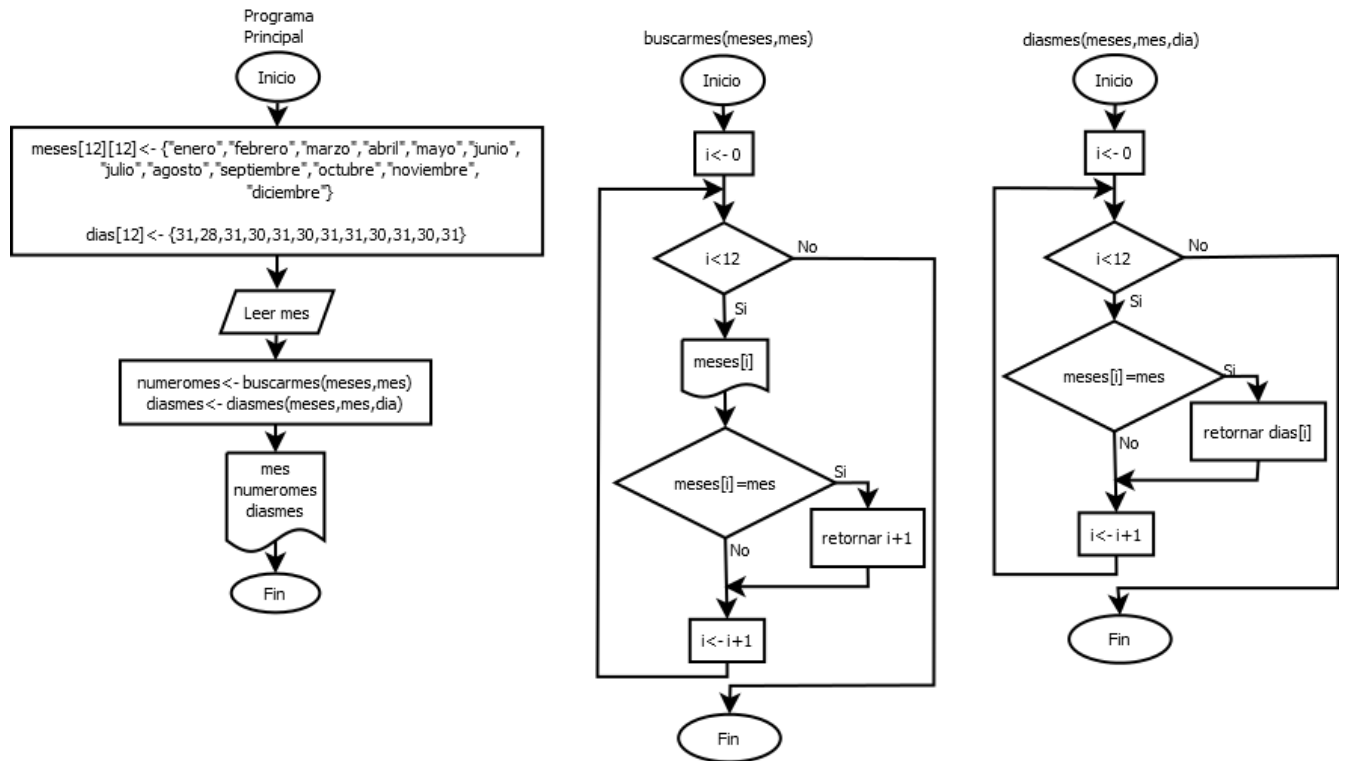 Programa
Principal
Inicio
meses[12][12]<- {"enero","febrero","marzo","abril","mayo","junio",
"julio","agosto","septiembre","octubre","noviembre",
"diciembre"}
dias[12]<- {31,28,31,30,31,30,31,31,30,31,30,31}
Leer mes
numeromes<- buscarmes(meses,mes)
diasmes<- diasmes(meses,mes,dia)
mes
numeromes
diasmes
Fin
buscarmes(meses,mes)
Inicio
i<- 0
i<12
No
Si
meses[i]
meses[i]=mes
Si
retornar i+1
No
i<- i+1
Fin
diasmes(meses,mes,dia)
Inicio
i<- 0
i<12
No
Si
meses[i]=mes
Si
retornar dias[i]
No
i<- i+1
Fin